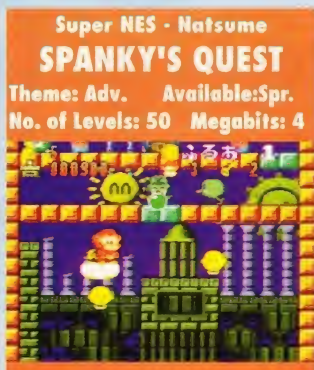 Super NES - Natsume
SPANKY'S QUEST
Theme: Adv. Available:Spr.
No. of Levels: 50 Megabits: 4